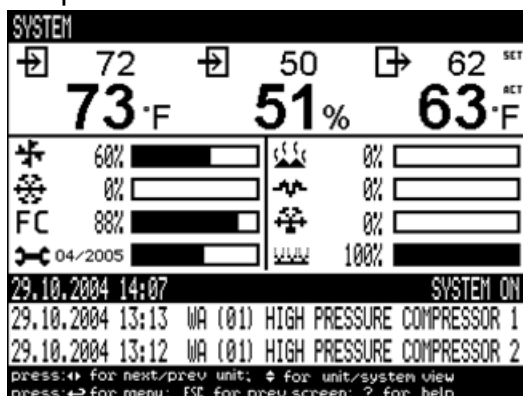 SYSTEM
72 50 62 SET
73 °F 51 % 63 °F ACT
60% 0%
0% 0%
FC 88% 0%
04/2005 100%
29.10.2004 14:07 SYSTEM ON
29.10.2004 13:13 WA (01) HIGH PRESSURE COMPRESSOR 1
29.10.2004 13:12 WA (01) HIGH PRESSURE COMPRESSOR 2
press:◂▸ for next/prev unit; ◆ for unit/system view
press:↵ for menu; ESC for prev screen; ? for help